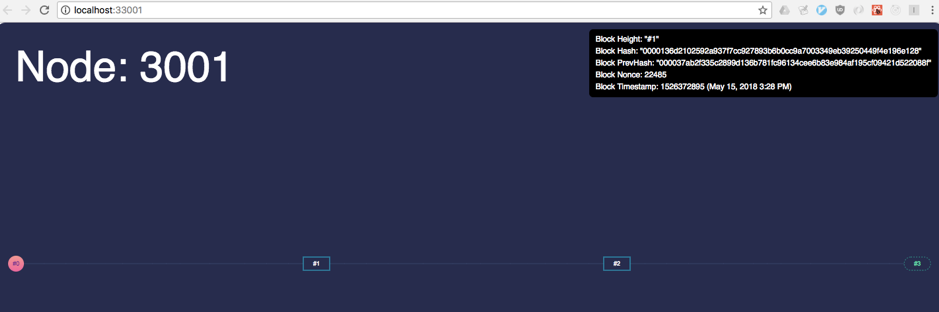 localhost:33001
Node: 3001
Block Height: "#1"
Block Hash: "0000136d2102592a937f7cc927893b6b0cc9a7003349eb39250449f4e196e128"
Block PrevHash: "000037ab2f335c2899d136b781fc96134cee6b83e984af195cf09421d522088f"
Block Nonce: 22485
Block Timestamp: 1526372895 (May 15, 2018 3:28 PM)
#0
#1
#2
#3